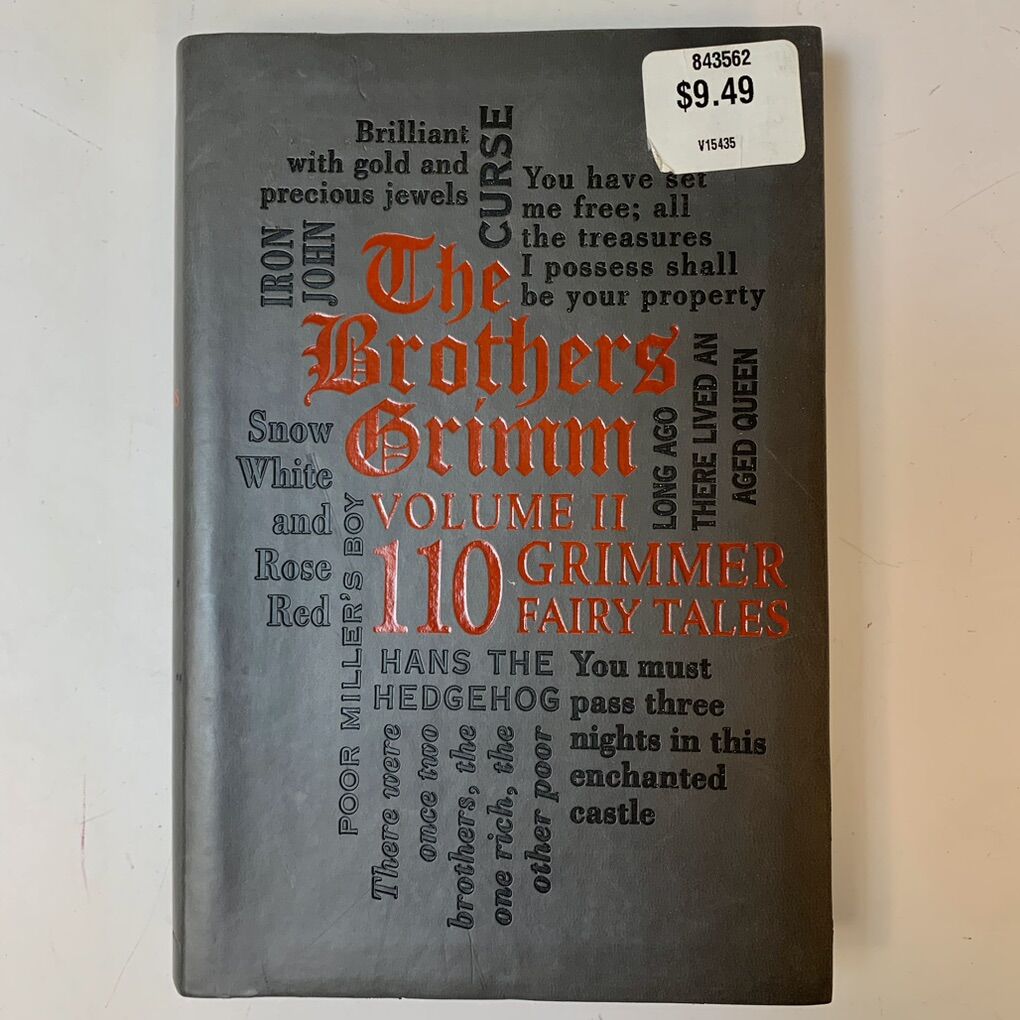 843562
$9.49
V15435
Brilliant
with gold and
precious jewels
CURSE
You have set
me free; all
the treasures
I possess shall
be your property
IRON
JOHN
The
Brothers
Grimm
VOLUME II
110
GRIMMER
FAIRY TALES
LONG AGO
THERE LIVED AN
AGED QUEEN
Snow
White
and
Rose
Red
POOR MILLER'S BOY
HANS THE
HEDGEHOG
You must
pass three
nights in this
enchanted
castle
There were
once two
brothers, the
one rich, the
other poor